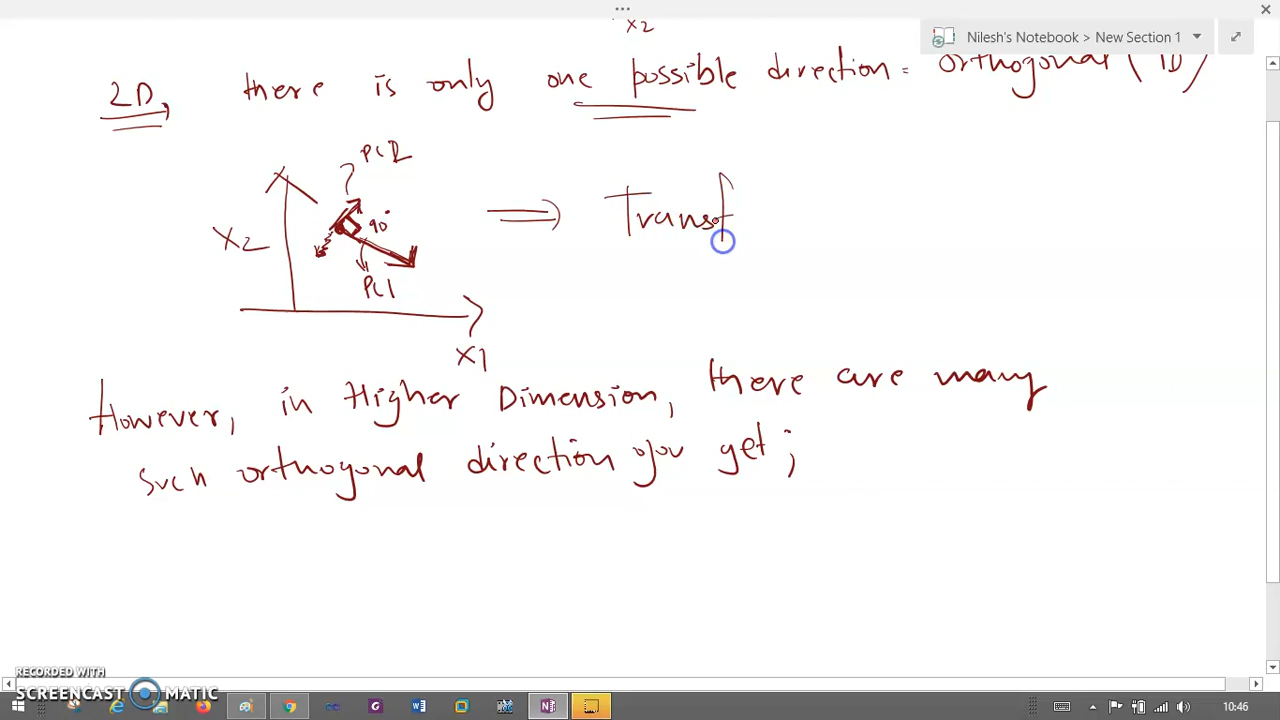 X2
Nilesh's Notebook > New Section 1
2D, there is only one possible direction = orthogonal (1D)
PC2
X2
90°
Transf
PC1
X1
However, in Higher Dimension, there are many
such orthogonal direction you get;
RECORDED WITH
SCREENCAST MATIC
10:46